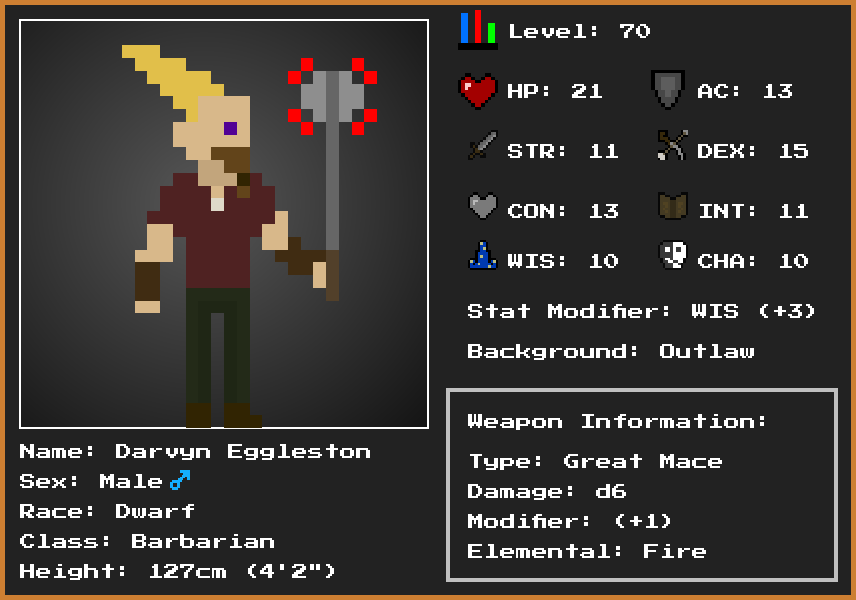 Level: 70
HP: 21 AC: 13
STR: 11 DEX: 15
CON: 13 INT: 11
WIS: 10 CHA: 10
Stat Modifier: WIS (+3)
Background: Outlaw
Weapon Information:
Type: Great Mace
Damage: d6
Modifier: (+1)
Elemental: Fire
Name: Darvyn Eggleston
Sex: Male ♂
Race: Dwarf
Class: Barbarian
Height: 127cm (4'2")